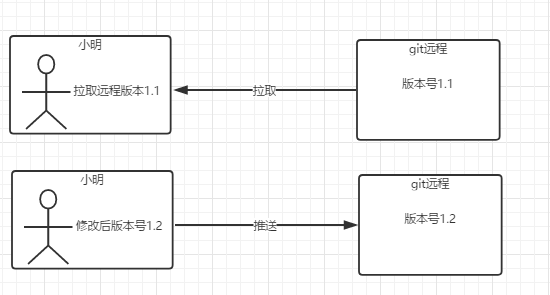 小明
git远程
拉取远程版本1.1
拉取
版本号1.1
小明
git远程
修改后版本号1.2
推送
版本号1.2